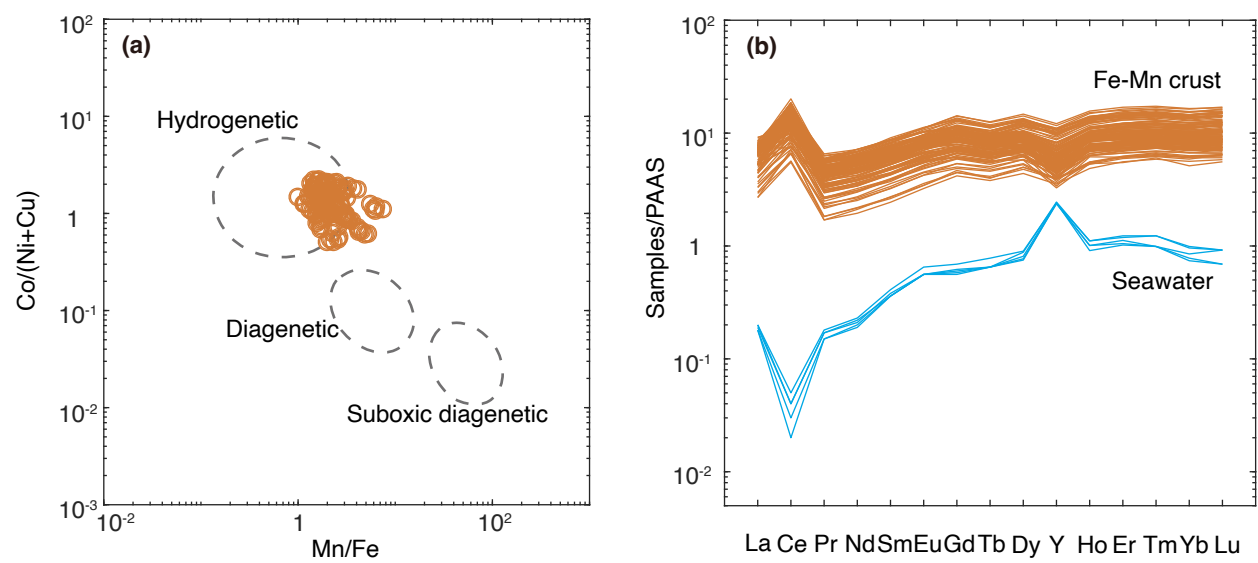 (a)
10^2
10^1
1
10^-1
10^-2
10^-3
Co/(Ni+Cu)
Hydrogenetic
Diagenetic
Suboxic diagenetic
10^-2
1
10^2
Mn/Fe
(b)
10^2
10
1
10^-1
10^-2
Samples/PAAS
Fe-Mn crust
Seawater
La Ce Pr Nd Sm Eu Gd Tb Dy Y Ho Er Tm Yb Lu